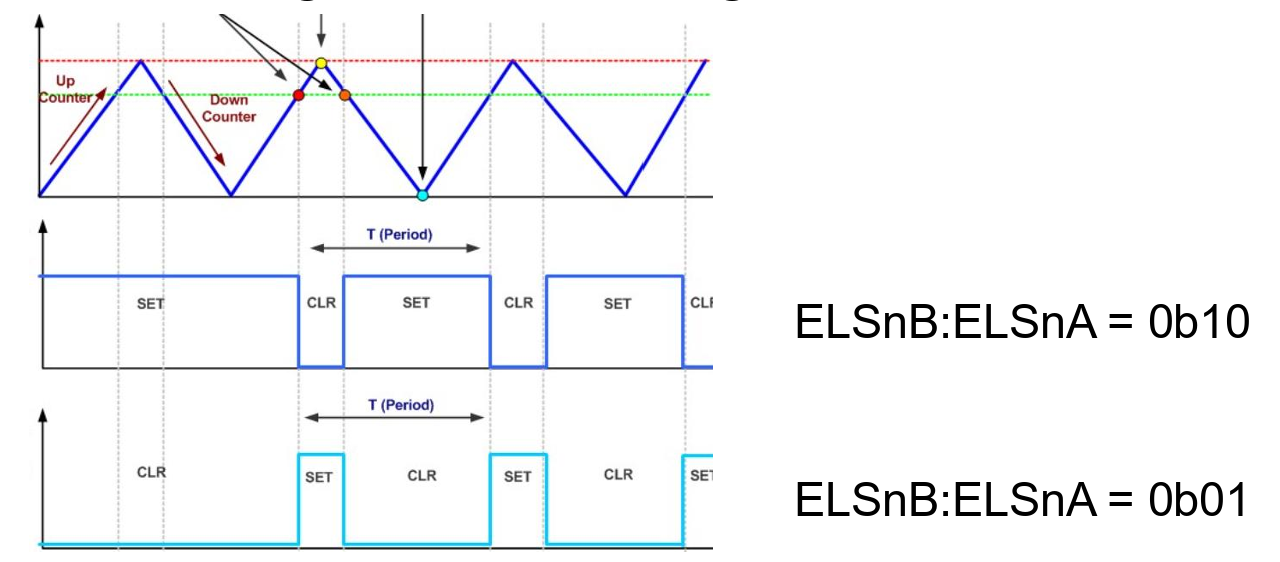 Up
Counter
Down
Counter
T (Period)
SET
CLR
SET
CLR
SET
ELSnB:ELSnA = 0b10
T (Period)
CLR
SET
CLR
SET
CLR
SET
ELSnB:ELSnA = 0b01